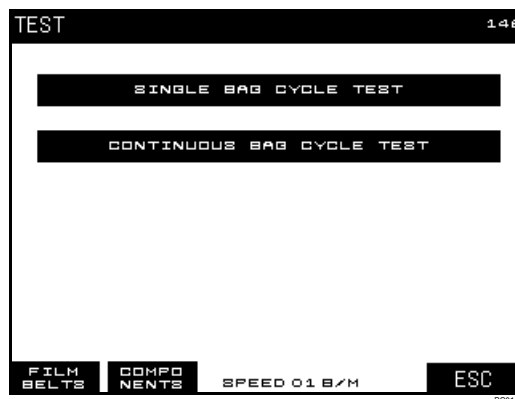 TEST
SINGLE BAG CYCLE TEST
CONTINUOUS BAG CYCLE TEST
FILM BELTS
COMPO NENTS
SPEED 01 B/M
ESC